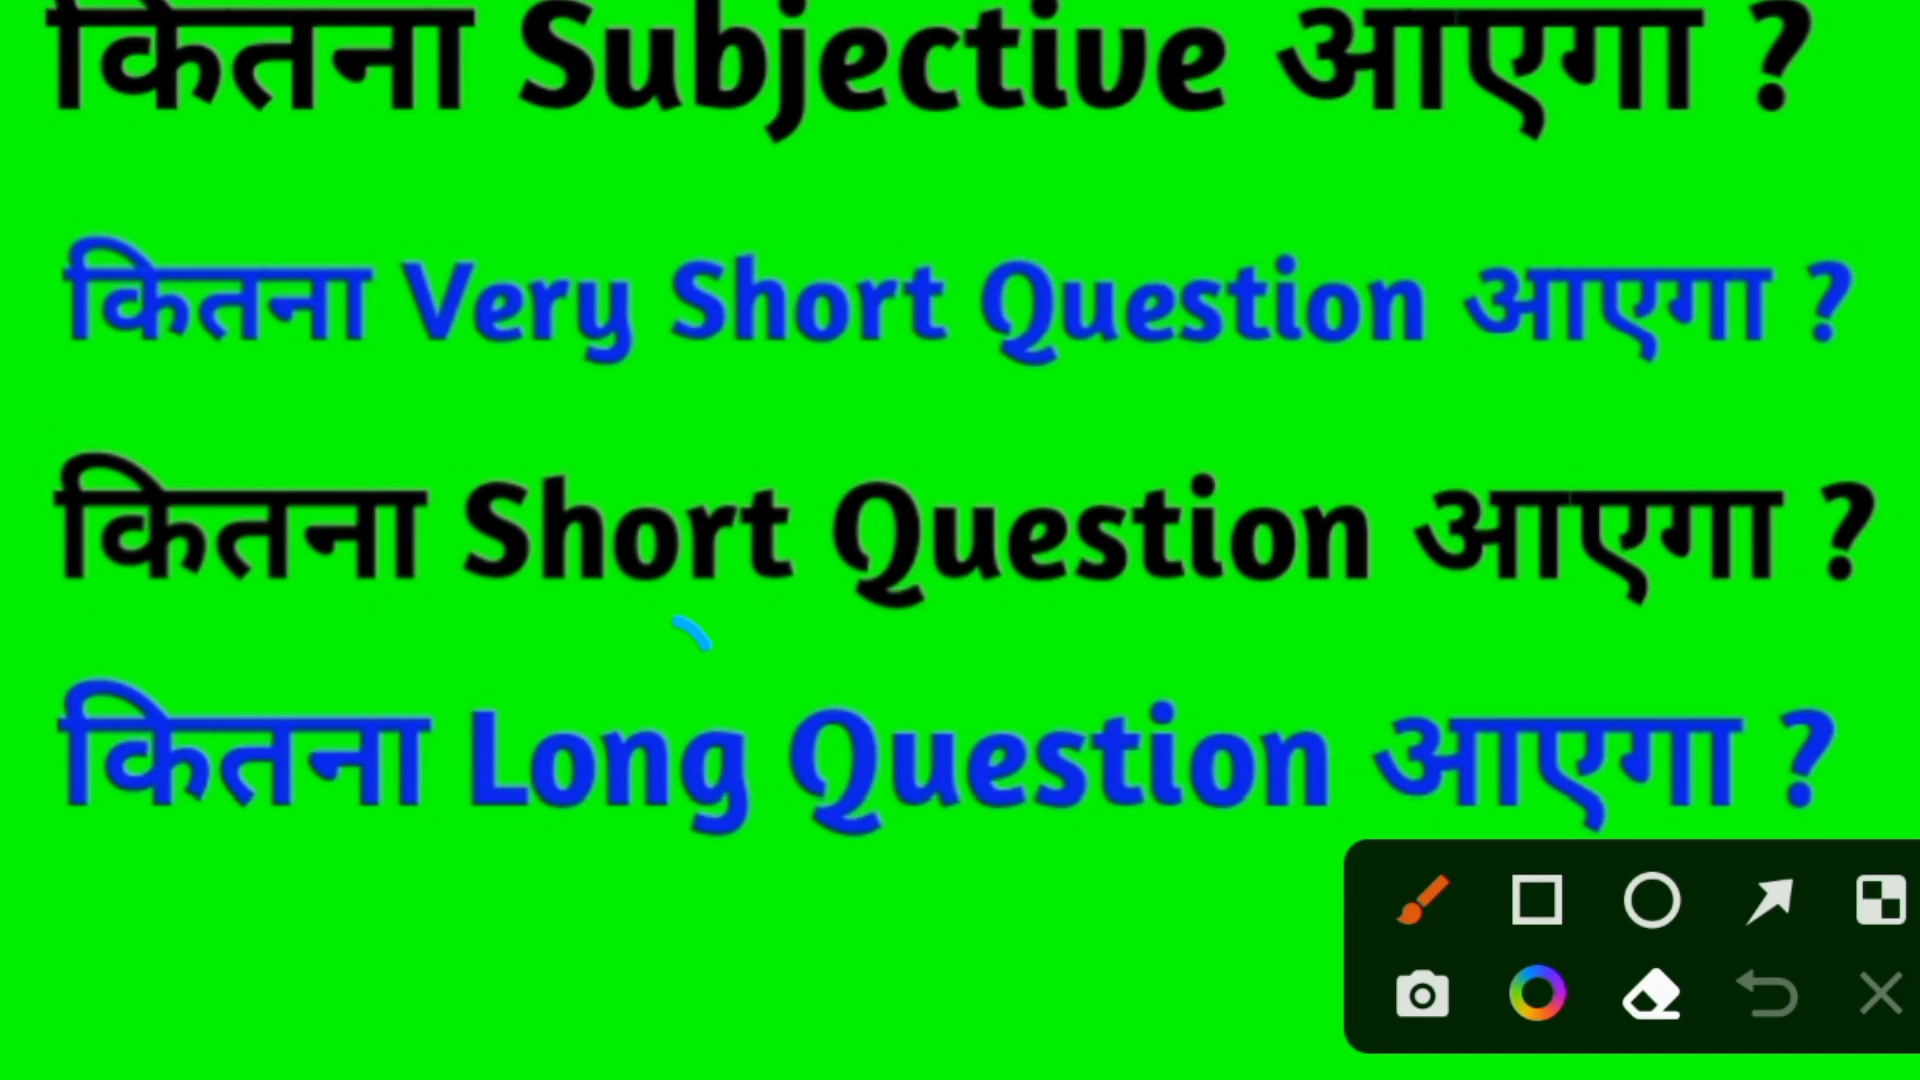 कितना Subjective आएगा ?
कितना Very Short Question आएगा ?
कितना Short Question आएगा ?
कितना Long Question आएगा ?